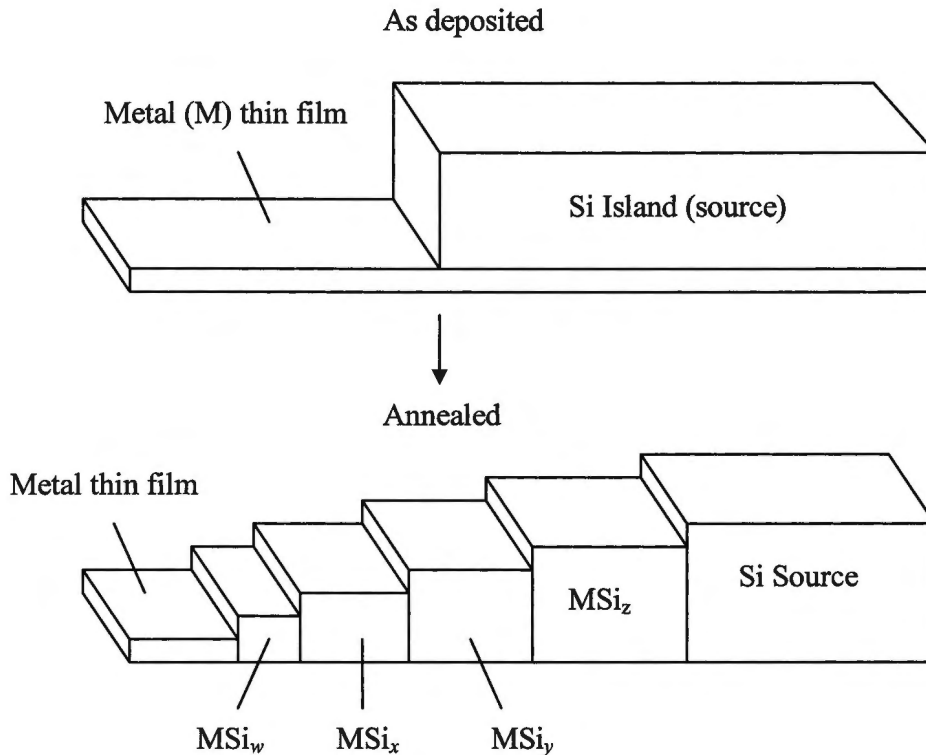 As deposited
Metal (M) thin film
Si Island (source)
Annealed
Metal thin film
Si Source
MSiz
MSiw
MSix
MSiy